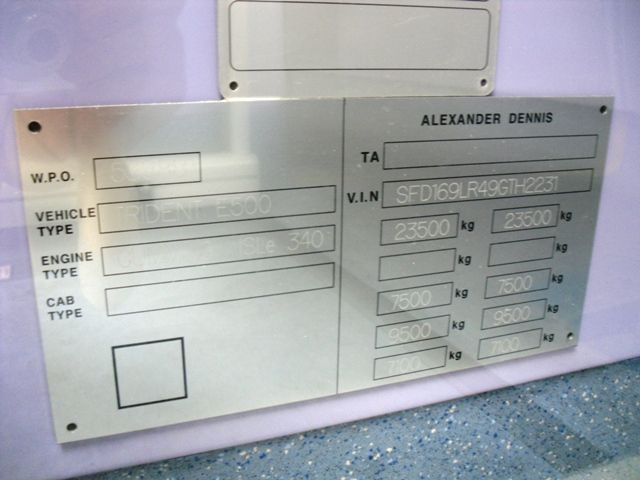 ALEXANDER DENNIS
W.P.O.
VEHICLE TYPE TRIDENT E500
ENGINE TYPE ISLe 340
CAB TYPE
TA
V.I.N SFD169LR49GTH2231
23500 kg 23500 kg
kg kg
7500 kg 7500 kg
9500 kg 9500 kg
7100 kg 7100 kg